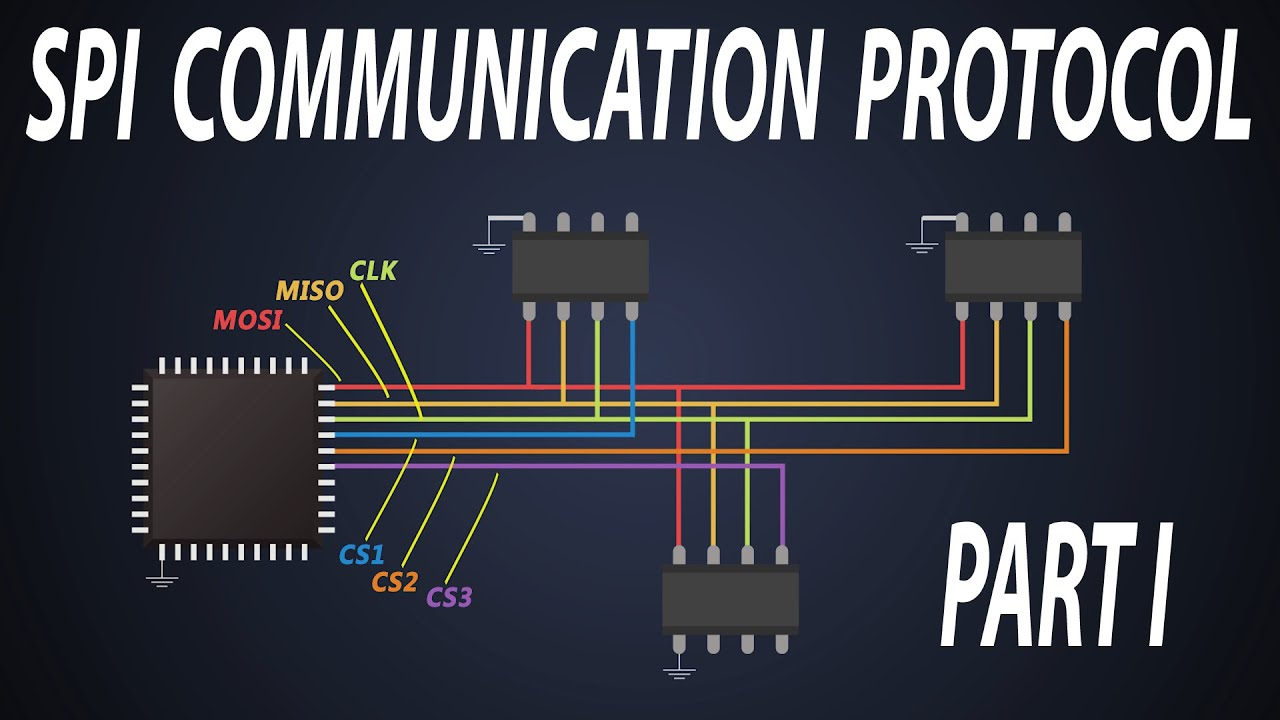 SPI COMMUNICATION PROTOCOL
CLK
MISO
MOSI
CS1
CS2
CS3
PART I